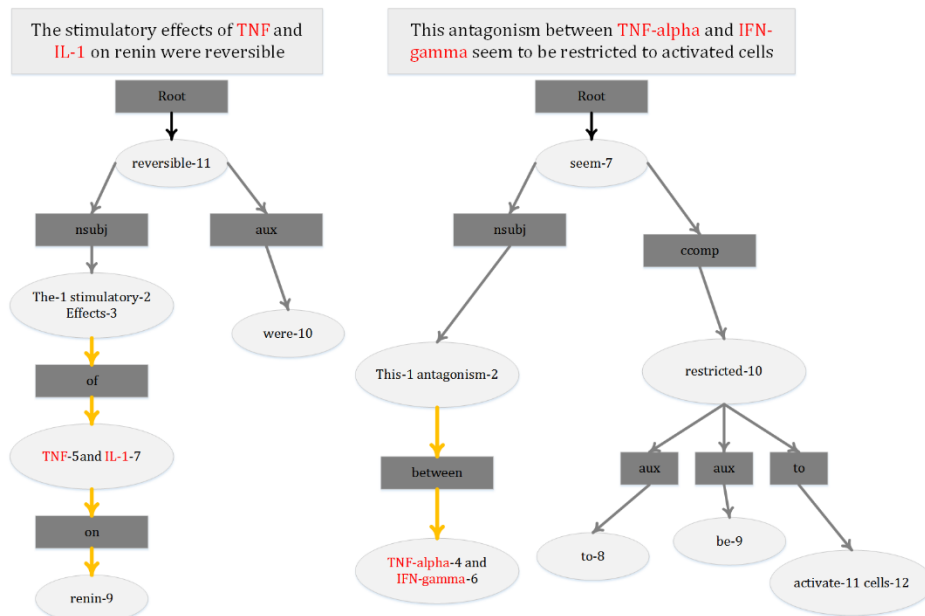 The stimulatory effects of TNF and
IL-1 on renin were reversible
Root
reversible-11
nsubj
aux
The-1 stimulatory-2
Effects-3
were-10
of
TNF-5and IL-1-7
on
renin-9
This antagonism between TNF-alpha and IFN-
gamma seem to be restricted to activated cells
Root
seem-7
nsubj
ccomp
This-1 antagonism-2
restricted-10
between
aux
aux
to
TNF-alpha-4 and
IFN-gamma-6
to-8
be-9
activate-11 cells-12